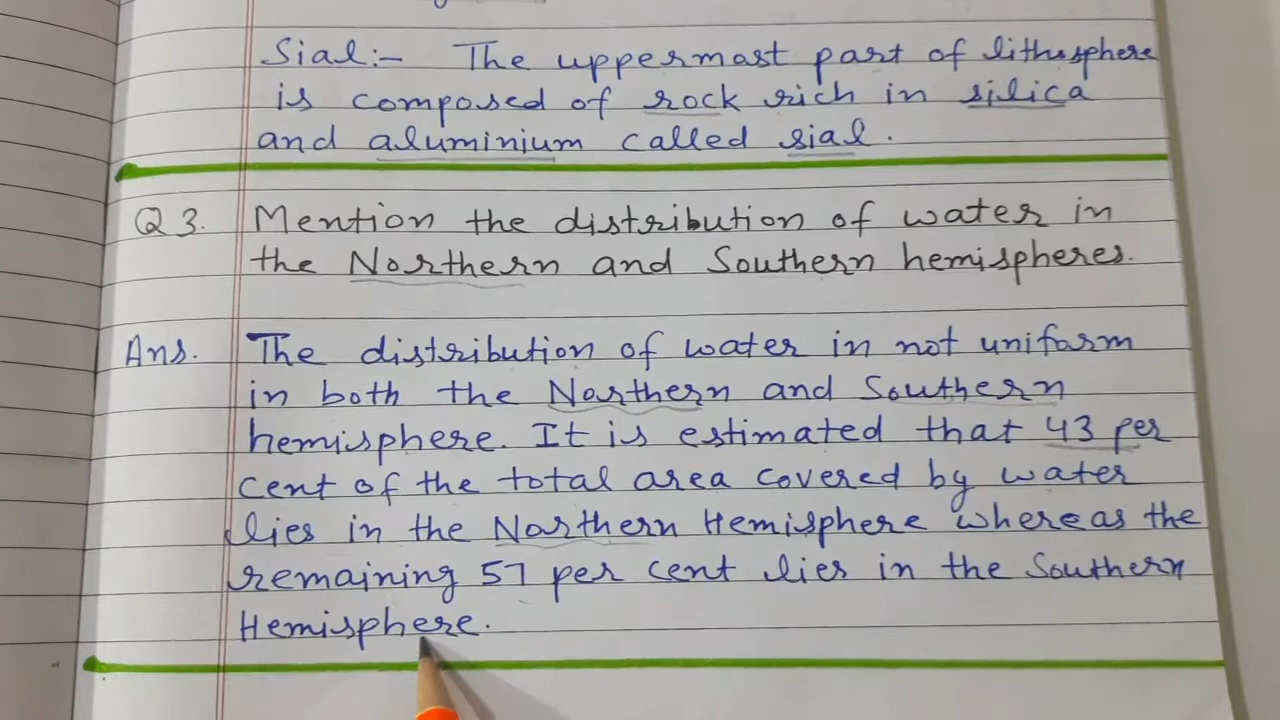 Sial:- The uppermost part of lithosphere
is composed of rock rich in silica
and aluminium called sial.
Q 3. Mention the distribution of water in
the Northern and Southern hemispheres.
Ans. The distribution of water in not uniform
in both the Northern and Southern
hemisphere. It is estimated that 43 per
cent of the total area covered by water
lies in the Northern Hemisphere whereas the
remaining 57 per cent lies in the Southern
Hemisphere.